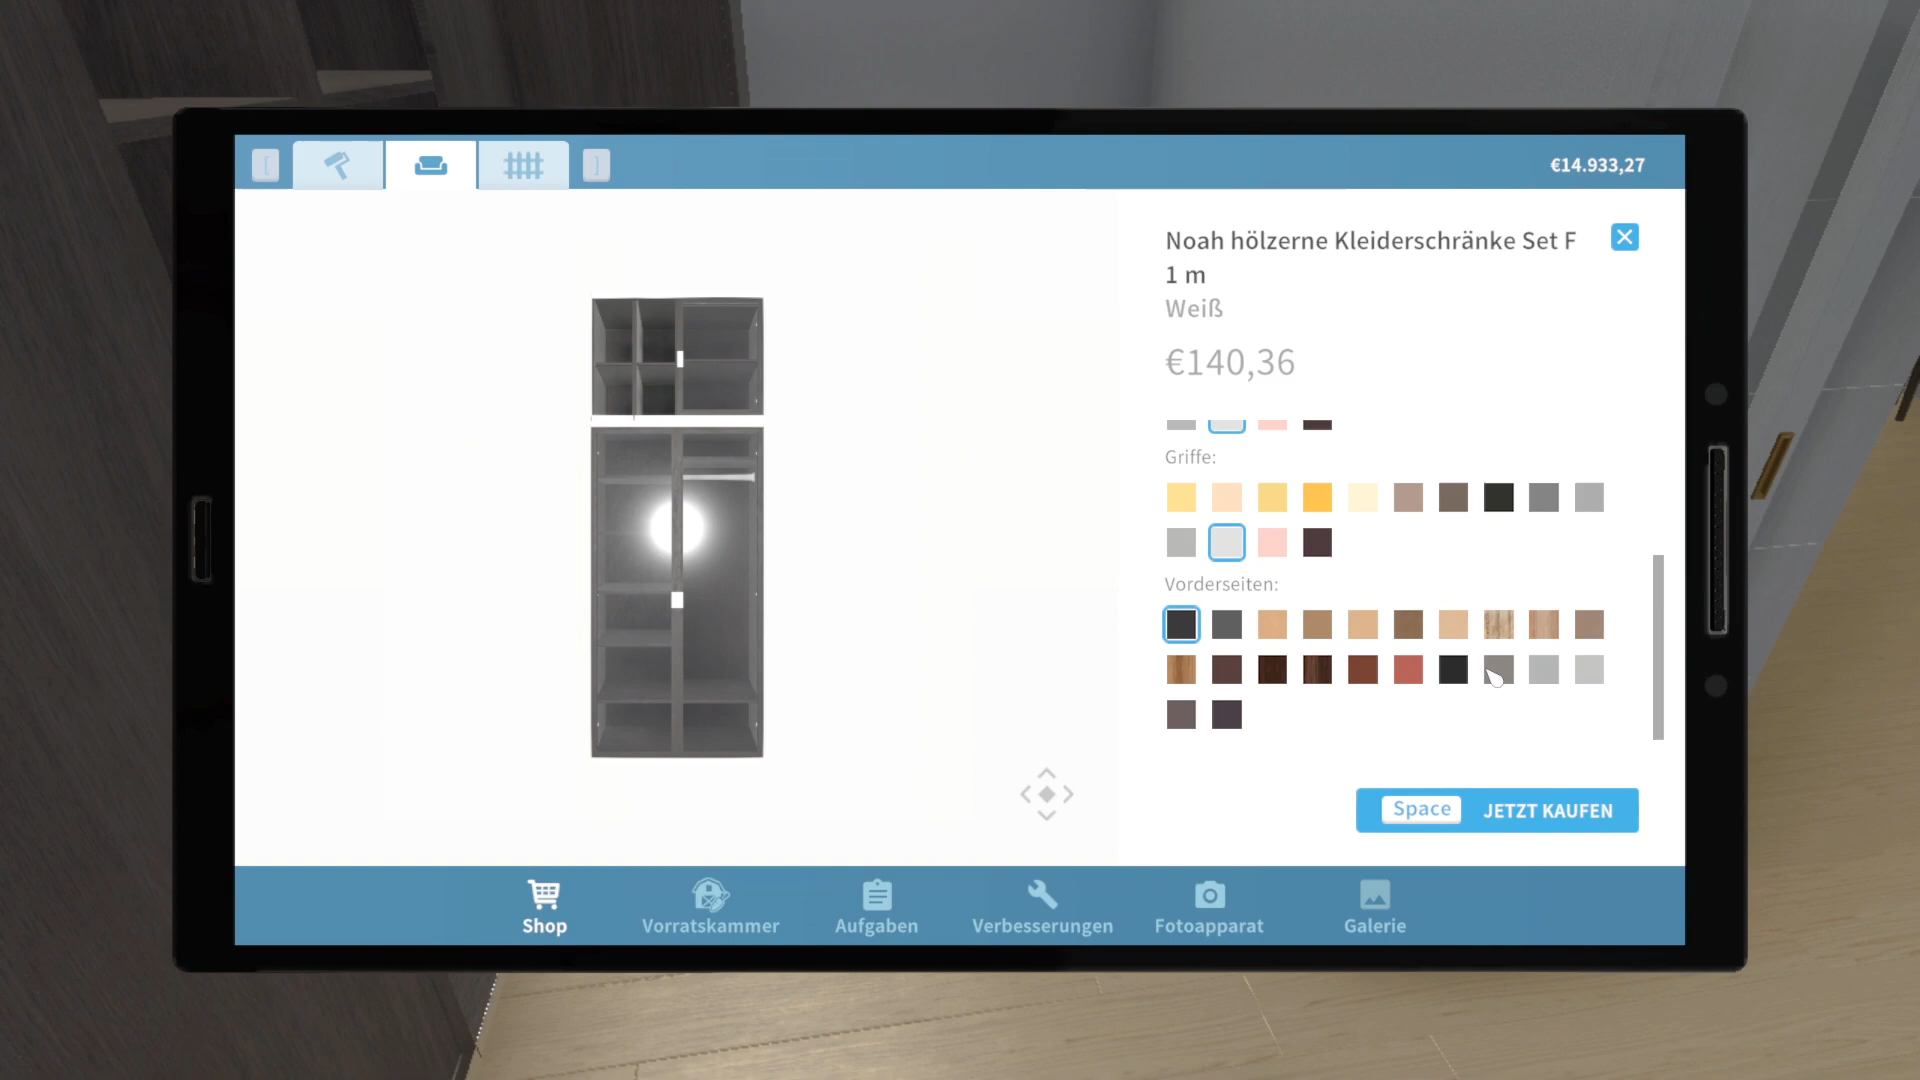 [
]
€14.933,27
Noah hölzerne Kleiderschränke Set F
1 m
Weiß
€140,36
Griffe:
Vorderseiten:
Space JETZT KAUFEN
Shop
Vorratskammer
Aufgaben
Verbesserungen
Fotoapparat
Galerie